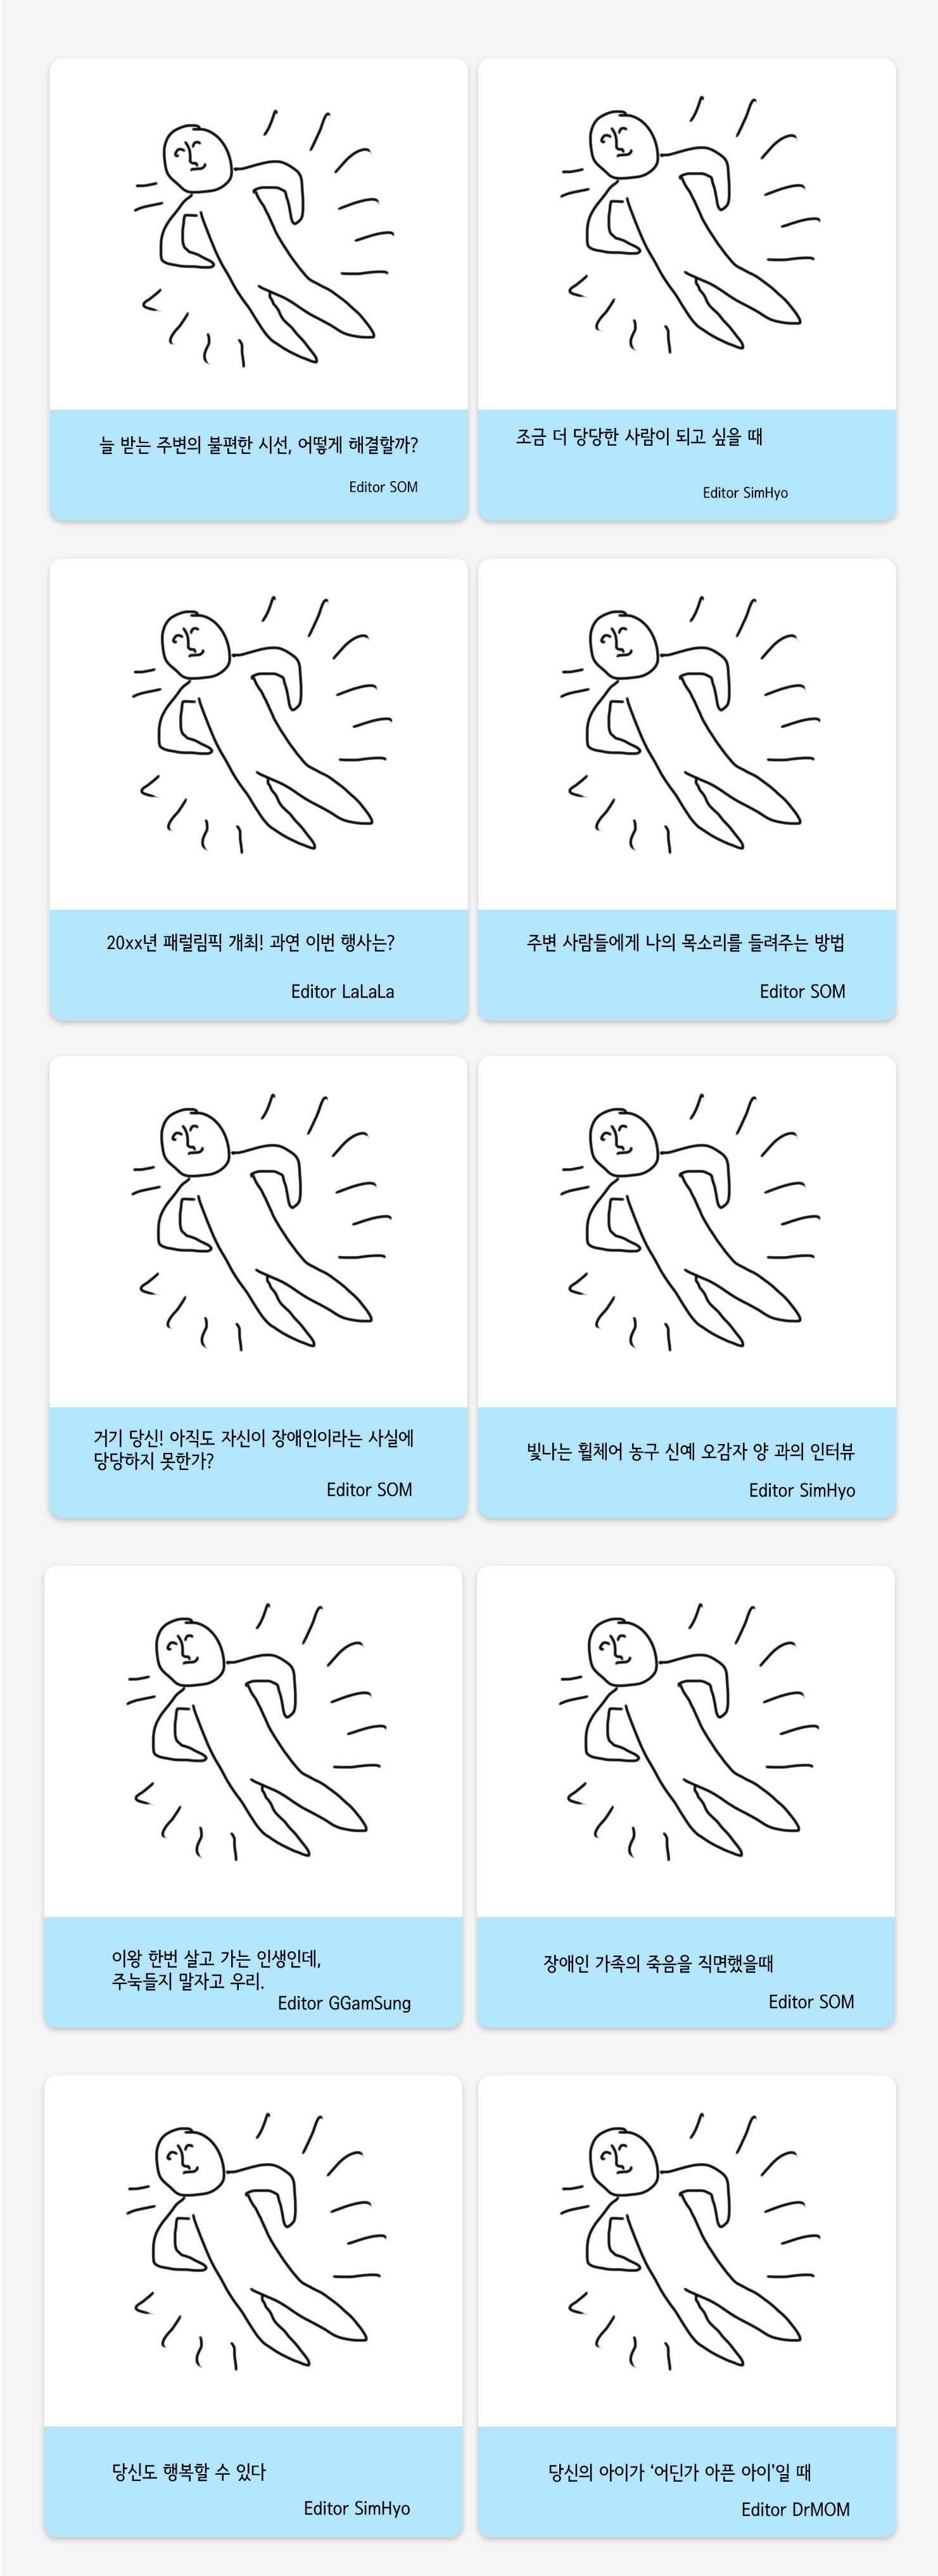 늘 받는 주변의 불편한 시선, 어떻게 해결할까?
Editor SOM
조금 더 당당한 사람이 되고 싶을 때
Editor SimHyo
20xx년 패럴림픽 개최! 과연 이번 행사는?
Editor LaLaLa
주변 사람들에게 나의 목소리를 들려주는 방법
Editor SOM
거기 당신! 아직도 자신이 장애인이라는 사실에
당당하지 못한가?
Editor SOM
빛나는 휠체어 농구 신예 오감자 양 과의 인터뷰
Editor SimHyo
이왕 한번 살고 가는 인생인데,
주눅들지 말자고 우리.
Editor GGamSung
장애인 가족의 죽음을 직면했을때
Editor SOM
당신도 행복할 수 있다
Editor SimHyo
당신의 아이가 ‘어딘가 아픈 아이’일 때
Editor DrMOM